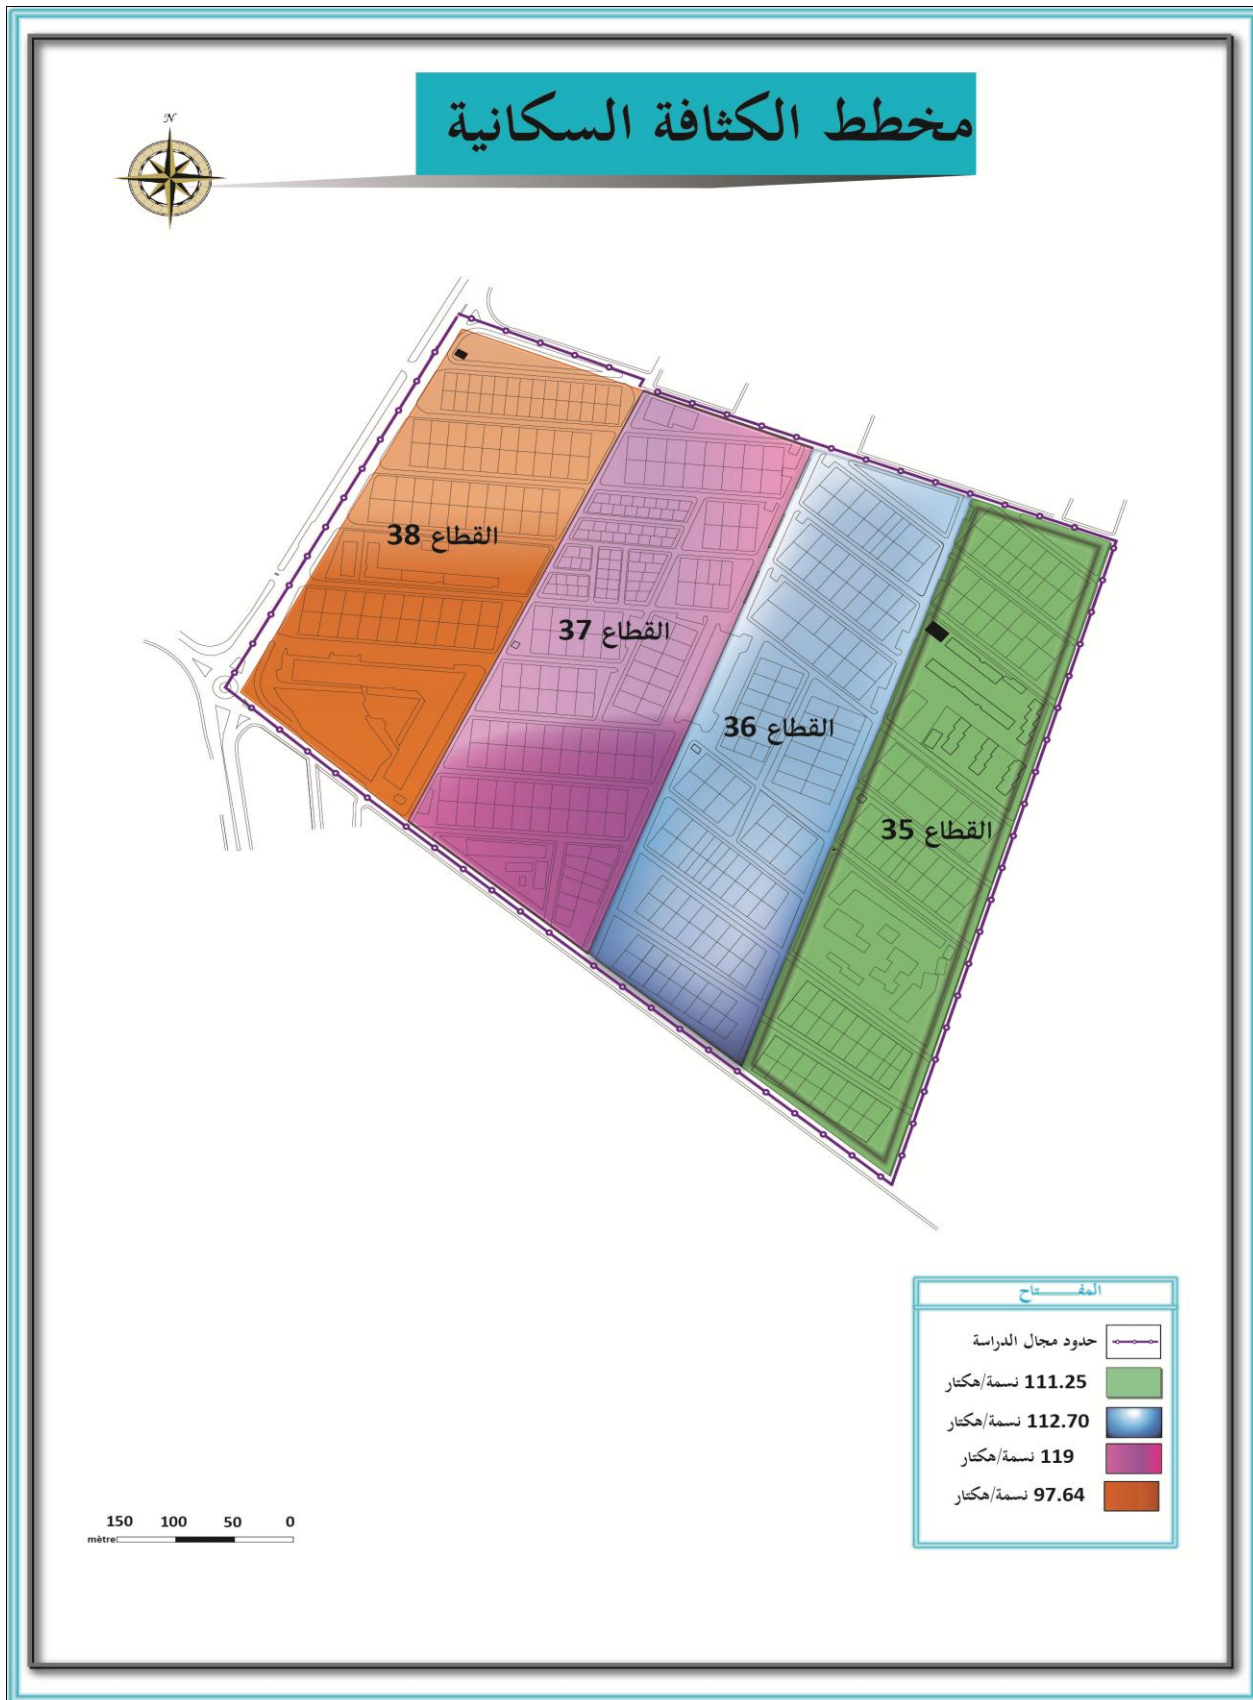 مخطط الكثافة السكانية
N
القطاع 38
القطاع 37
القطاع 36
القطاع 35
المفـــــتاح
حدود مجال الدراسة
111.25 نسمة/هكتار
112.70 نسمة/هكتار
119 نسمة/هكتار
97.64 نسمة/هكتار
150 100 50 0
mètre